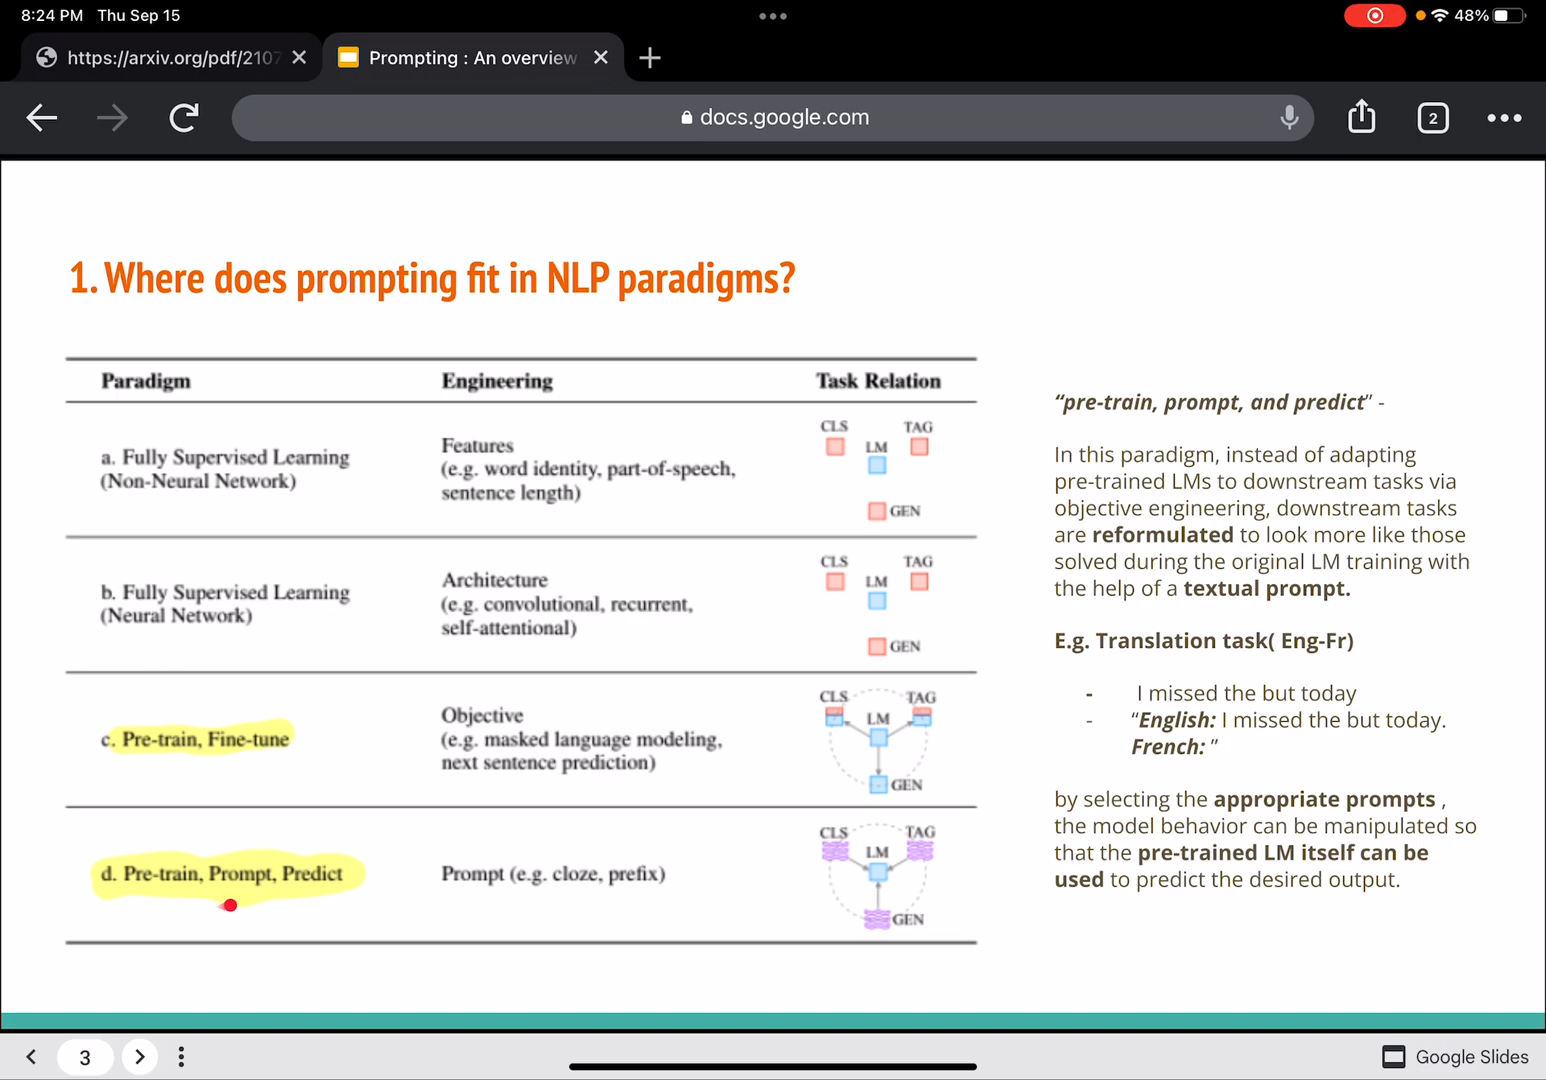 8:24 PM Thu Sep 15
48%
https://arxiv.org/pdf/2107
Prompting : An overview
docs.google.com
2
1. Where does prompting fit in NLP paradigms?
Paradigm Engineering Task Relation
a. Fully Supervised Learning
(Non-Neural Network)
Features
(e.g. word identity, part-of-speech,
sentence length)
CLS TAG
LM
GEN
b. Fully Supervised Learning
(Neural Network)
Architecture
(e.g. convolutional, recurrent,
self-attentional)
CLS TAG
LM
GEN
c. Pre-train, Fine-tune
Objective
(e.g. masked language modeling,
next sentence prediction)
CLS TAG
LM
GEN
d. Pre-train, Prompt, Predict
Prompt (e.g. cloze, prefix)
CLS TAG
LM
GEN
“pre-train, prompt, and predict” -
In this paradigm, instead of adapting
pre-trained LMs to downstream tasks via
objective engineering, downstream tasks
are reformulated to look more like those
solved during the original LM training with
the help of a textual prompt.
E.g. Translation task( Eng-Fr)
- I missed the but today
- “English: I missed the but today.
French: ”
by selecting the appropriate prompts ,
the model behavior can be manipulated so
that the pre-trained LM itself can be
used to predict the desired output.
3
Google Slides